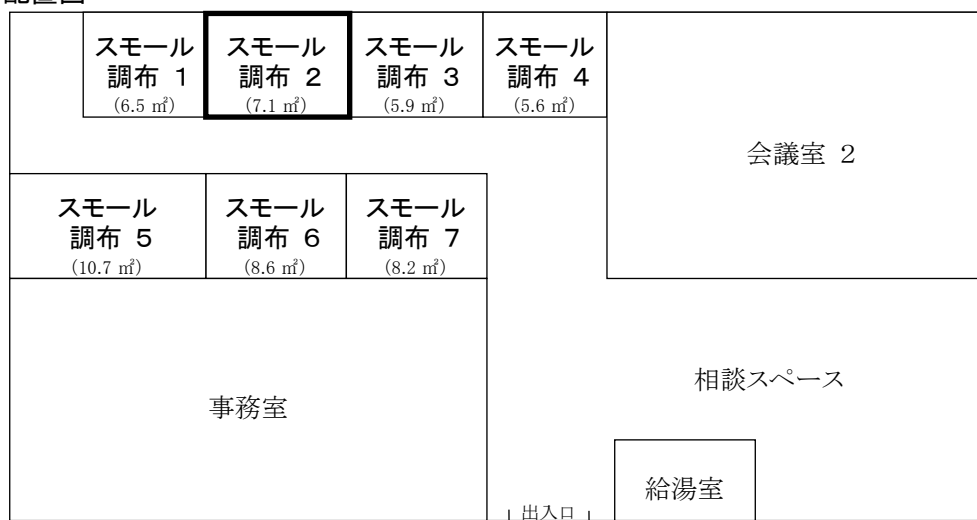 配置図
スモール
調布 1
(6.5 ㎡)
スモール
調布 2
(7.1 ㎡)
スモール
調布 3
(5.9 ㎡)
スモール
調布 4
(5.6 ㎡)
会議室 2
スモール
調布 5
(10.7 ㎡)
スモール
調布 6
(8.6 ㎡)
スモール
調布 7
(8.2 ㎡)
相談スペース
事務室
給湯室
出入口